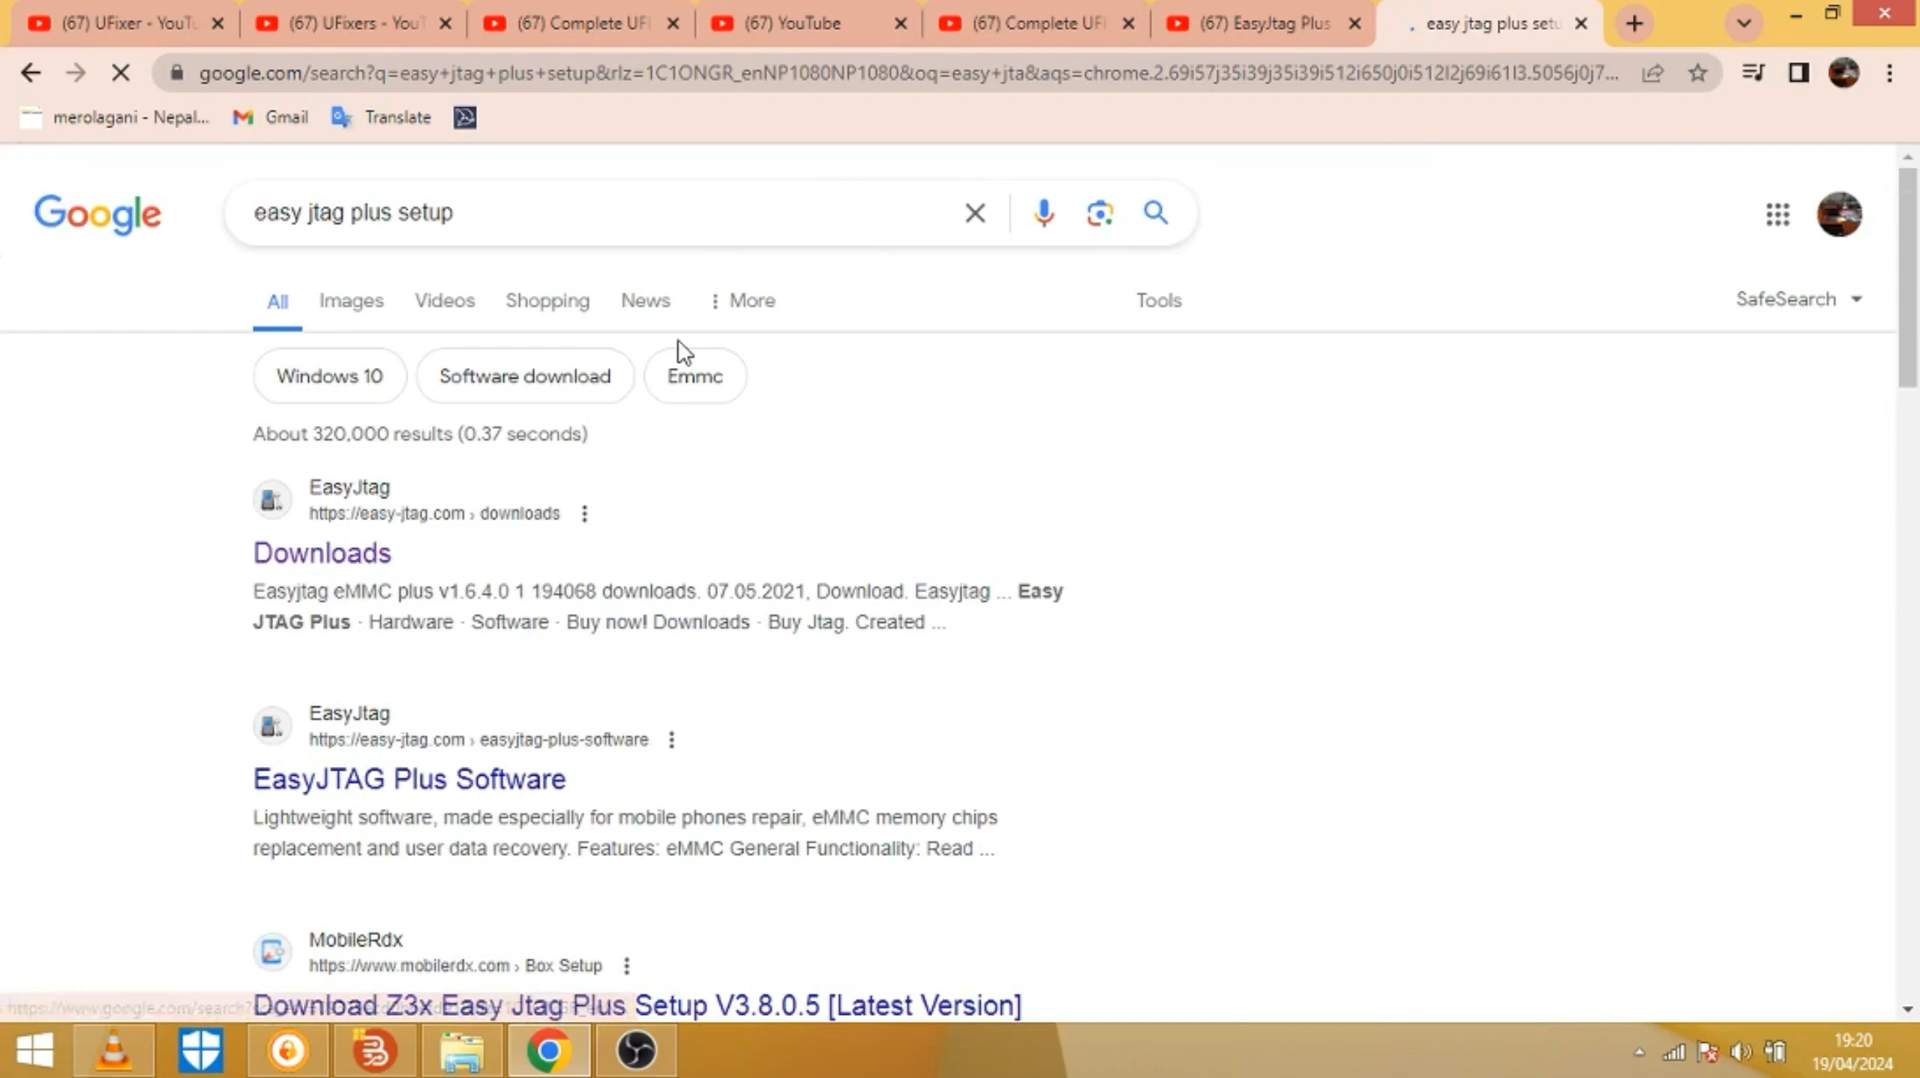 (67) UFixer - YouTu
(67) UFixers - YouT
(67) Complete UFI
(67) YouTube
(67) Complete UFI
(67) EasyJtag Plus
easy jtag plus setu
google.com/search?q=easy+jtag+plus+setup&rlz=1C1ONGR_enNP1080NP1080&oq=easy+jta&aqs=chrome.2.69i57j35i39j35i39i512i650j0i512l2j69i61l3.5056j0j7...
merolagani - Nepal...
Gmail
Translate
Google
easy jtag plus setup
All
Images
Videos
Shopping
News
More
Tools
SafeSearch
Windows 10
Software download
Emmc
About 320,000 results (0.37 seconds)
EasyJtag
https://easy-jtag.com › downloads
Downloads
Easyjtag eMMC plus v1.6.4.0 1 194068 downloads. 07.05.2021, Download. Easyjtag ... Easy
JTAG Plus · Hardware · Software · Buy now! Downloads · Buy Jtag. Created ...
EasyJtag
https://easy-jtag.com › easyjtag-plus-software
EasyJTAG Plus Software
Lightweight software, made especially for mobile phones repair, eMMC memory chips
replacement and user data recovery. Features: eMMC General Functionality: Read ...
MobileRdx
https://www.mobilerdx.com › Box Setup
Download Z3x Easy Jtag Plus Setup V3.8.0.5 [Latest Version]
https://www.google.com/search?
19:20
19/04/2024